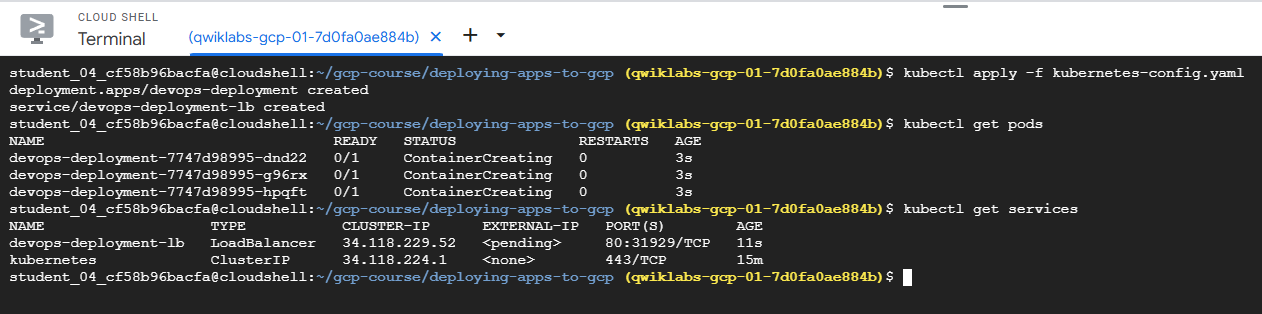 CLOUD SHELL
Terminal
(qwiklabs-gcp-01-7d0fa0ae884b)
student_04_cf58b96bacfa@cloudshell:~/gcp-course/deploying-apps-to-gcp (qwiklabs-gcp-01-7d0fa0ae884b)$ kubectl apply -f kubernetes-config.yaml
deployment.apps/devops-deployment created
service/devops-deployment-lb created
student_04_cf58b96bacfa@cloudshell:~/gcp-course/deploying-apps-to-gcp (qwiklabs-gcp-01-7d0fa0ae884b)$ kubectl get pods
NAME READY STATUS RESTARTS AGE
devops-deployment-7747d98995-dnd22 0/1 ContainerCreating 0 3s
devops-deployment-7747d98995-g96rx 0/1 ContainerCreating 0 3s
devops-deployment-7747d98995-hpqft 0/1 ContainerCreating 0 3s
student_04_cf58b96bacfa@cloudshell:~/gcp-course/deploying-apps-to-gcp (qwiklabs-gcp-01-7d0fa0ae884b)$ kubectl get services
NAME TYPE CLUSTER-IP EXTERNAL-IP PORT(S) AGE
devops-deployment-lb LoadBalancer 34.118.229.52 <pending> 80:31929/TCP 11s
kubernetes ClusterIP 34.118.224.1 <none> 443/TCP 15m
student_04_cf58b96bacfa@cloudshell:~/gcp-course/deploying-apps-to-gcp (qwiklabs-gcp-01-7d0fa0ae884b)$